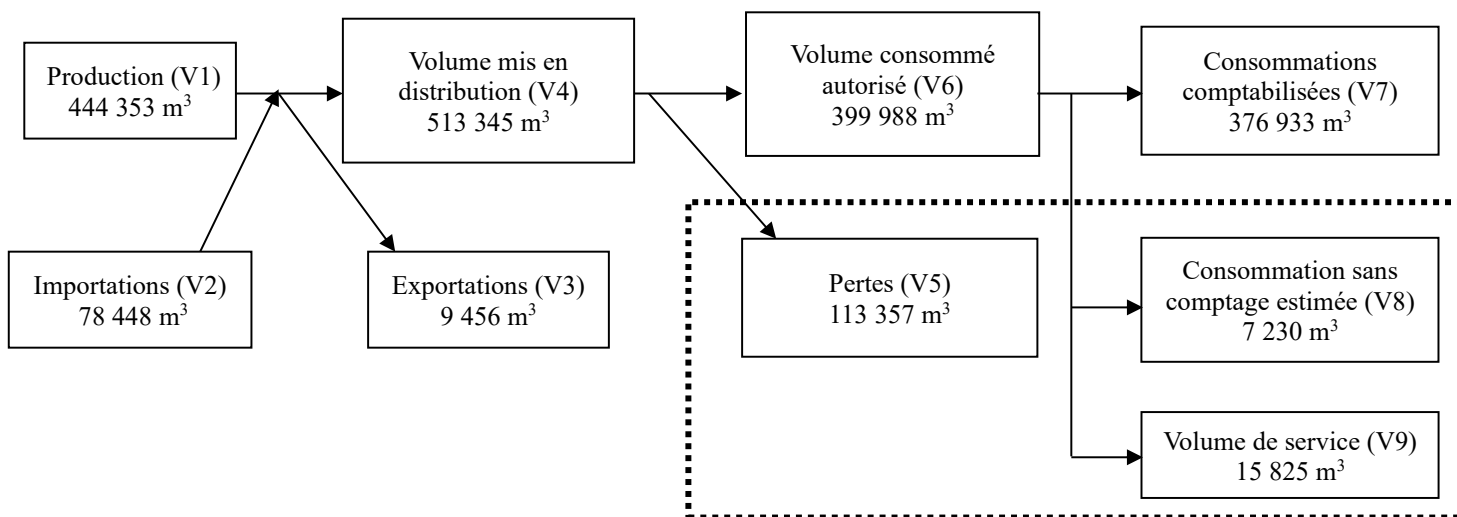 Production (V1)
444 353 m³
Volume mis en
distribution (V4)
513 345 m³
Volume consommé
autorisé (V6)
399 988 m³
Consommations
comptabilisées (V7)
376 933 m³
Importations (V2)
78 448 m³
Exportations (V3)
9 456 m³
Pertes (V5)
113 357 m³
Consommation sans
comptage estimée (V8)
7 230 m³
Volume de service (V9)
15 825 m³